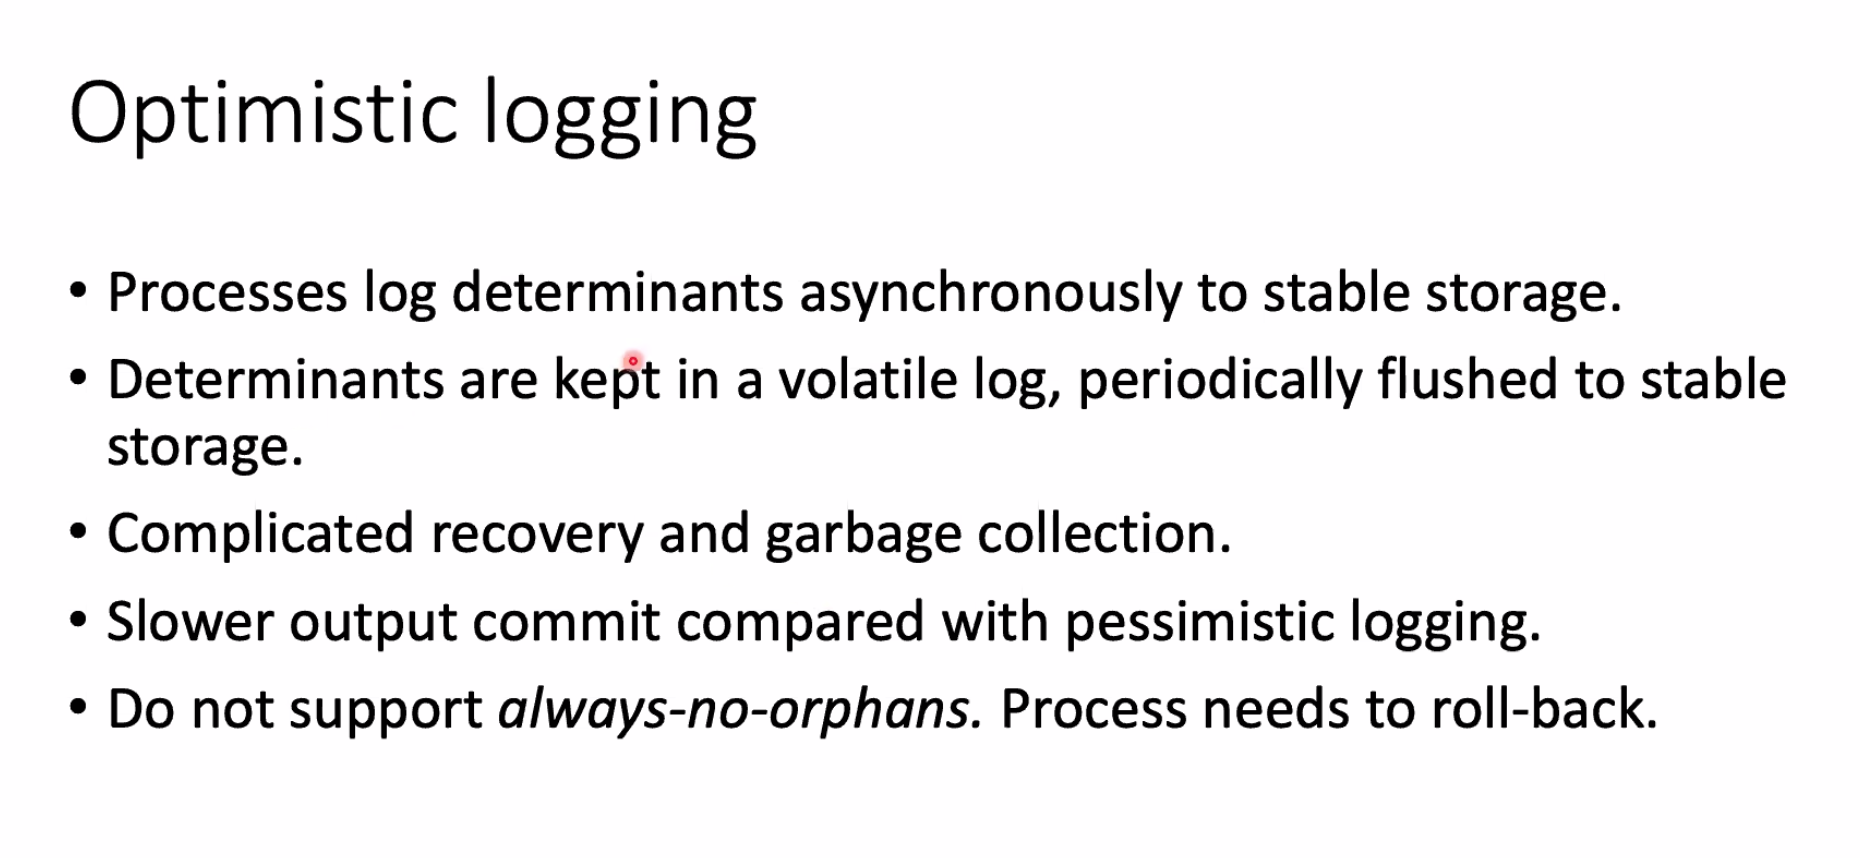 Optimistic logging
• Processes log determinants asynchronously to stable storage.
• Determinants are kept in a volatile log, periodically flushed to stable
storage.
• Complicated recovery and garbage collection.
• Slower output commit compared with pessimistic logging.
• Do not support always-no-orphans. Process needs to roll-back.